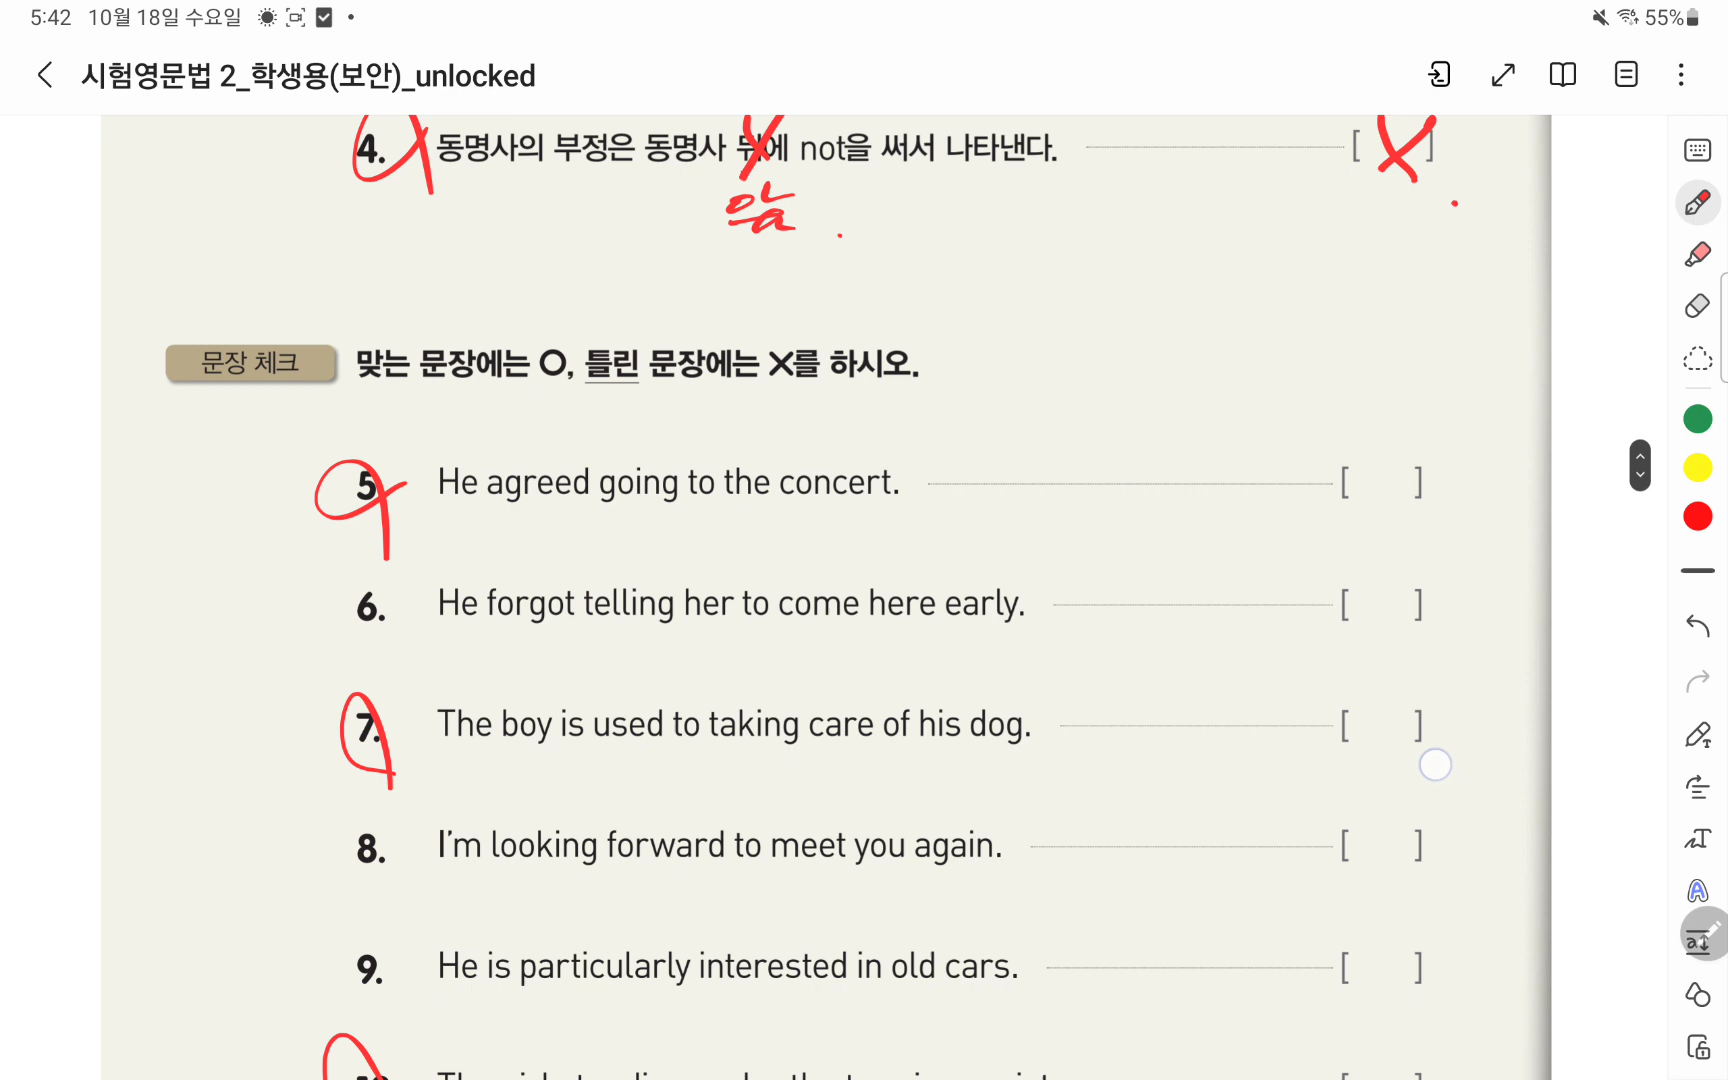 5:42 10월 18일 수요일 55%
시험영문법 2_학생용(보안)_unlocked
4. 동명사의 부정은 동명사 뒤에 not을 써서 나타낸다. [ X ]
앞
문장 체크 맞는 문장에는 O, 틀린 문장에는 X를 하시오.
5. He agreed going to the concert. [ ]
6. He forgot telling her to come here early. [ ]
7. The boy is used to taking care of his dog. [ ]
8. I'm looking forward to meet you again. [ ]
9. He is particularly interested in old cars. [ ]